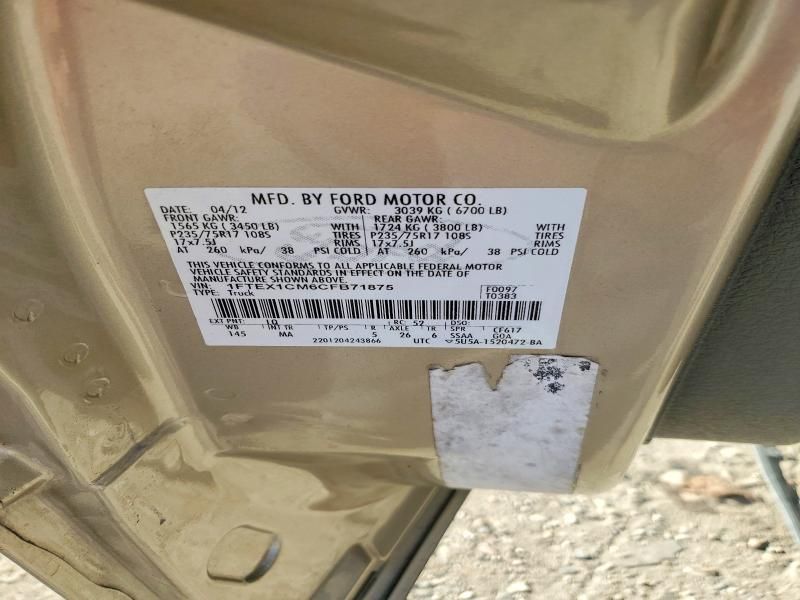 MFD. BY FORD MOTOR CO.
DATE: 04/12 GVWR: 3039 KG ( 6700 LB)
FRONT GAWR: REAR GAWR:
1565 KG ( 3450 LB) WITH 1724 KG ( 3800 LB) WITH
P235/75R17 108S TIRES P235/75R17 108S TIRES
17x7.5J RIMS 17x7.5J RIMS
AT 260 kPa/ 38 PSI COLD AT 260 kPa/ 38 PSI COLD
THIS VEHICLE CONFORMS TO ALL APPLICABLE FEDERAL MOTOR
VEHICLE SAFETY STANDARDS IN EFFECT ON THE DATE OF
MANUFACTURE SHOWN ABOVE.
VIN: 1FTEX1CM6CFB71875 F0097
TYPE: Truck T0383
EXT PNT: IQ RC: 52 DSO:
WB INT TR TP/PS R AXLE TR SPR CF617
145 MA 5 26 6 SSAA GOA
2201204243866 UTC 5U5A-1520472-BA